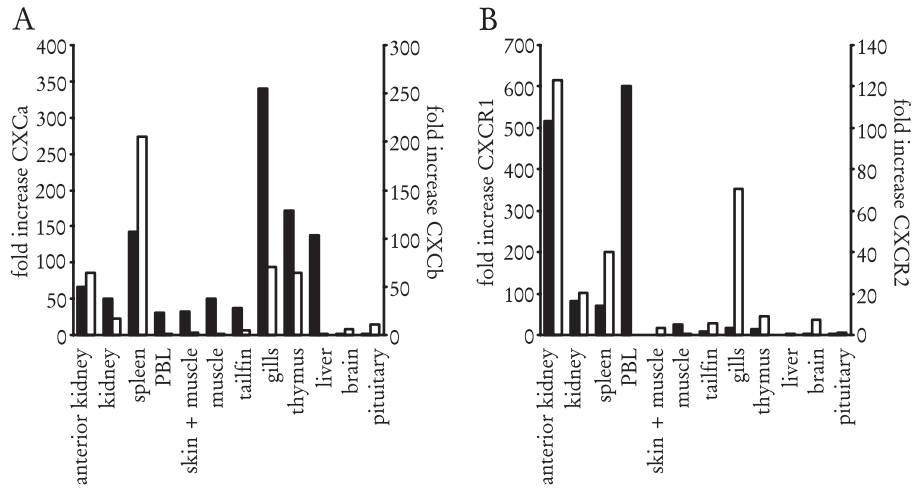 A
400
350
300
250
200
150
100
50
0
fold increase CXCa
300
250
200
150
100
50
0
fold increase CXCb
anterior kidney
kidney
spleen
PBL
skin + muscle
muscle
tailfin
gills
thymus
liver
brain
pituitary
B
700
600
500
400
300
200
100
0
fold increase CXCR1
140
120
100
80
60
40
20
0
fold increase CXCR2
anterior kidney
kidney
spleen
PBL
skin + muscle
muscle
tailfin
gills
thymus
liver
brain
pituitary